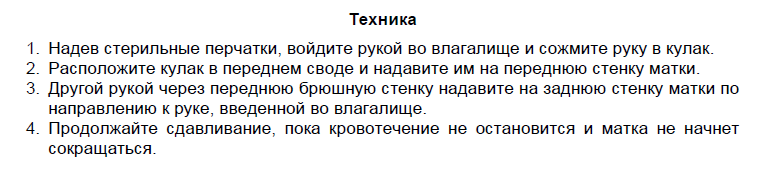 Техника
1. Надев стерильные перчатки, войдите рукой во влагалище и сожмите руку в кулак.
2. Расположите кулак в переднем своде и надавите им на переднюю стенку матки.
3. Другой рукой через переднюю брюшную стенку надавите на заднюю стенку матки по
направлению к руке, введенной во влагалище.
4. Продолжайте сдавливание, пока кровотечение не остановится и матка не начнет
сокращаться.